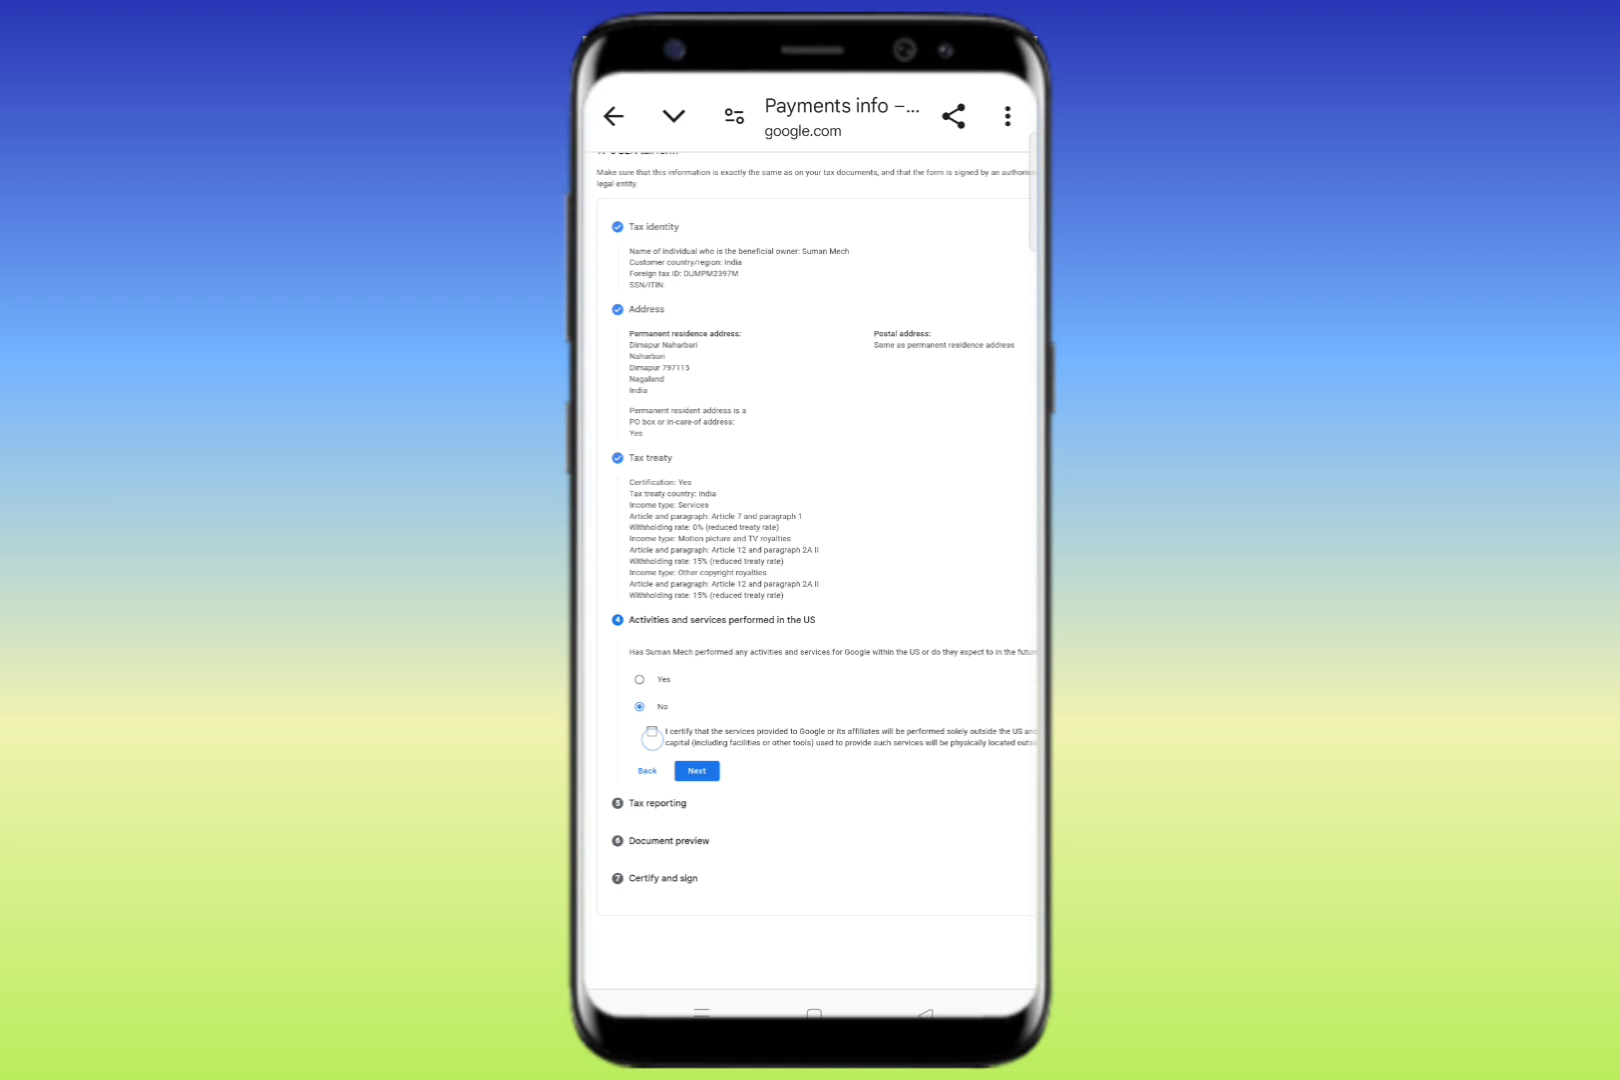 Payments info –...
google.com
Make sure that this information is exactly the same as on your tax documents, and that the form is signed by an authoris
legal entity.
Tax identity
Name of individual who is the beneficial owner: Suman Mech
Customer country/region: India
Foreign tax ID: DUMPM2397M
SSN/ITIN:
Address
Permanent residence address:
Dimapur Naharbari
Naharbari
Dimapur 797115
Nagaland
India
Postal address:
Same as permanent residence address
Permanent resident address is a
PO box or in-care-of address:
Yes
Tax treaty
Certification: Yes
Tax treaty country: India
Income type: Services
Article and paragraph: Article 7 and paragraph 1
Withholding rate: 0% (reduced treaty rate)
Income type: Motion picture and TV royalties
Article and paragraph: Article 12 and paragraph 2A II
Withholding rate: 15% (reduced treaty rate)
Income type: Other copyright royalties
Article and paragraph: Article 12 and paragraph 2A II
Withholding rate: 15% (reduced treaty rate)
4 Activities and services performed in the US
Has Suman Mech performed any activities and services for Google within the US or do they expect to in the futur
Yes
No
I certify that the services provided to Google or its affiliates will be performed solely outside the US and
capital (including facilities or other tools) used to provide such services will be physically located outsi
Back Next
5 Tax reporting
6 Document preview
7 Certify and sign